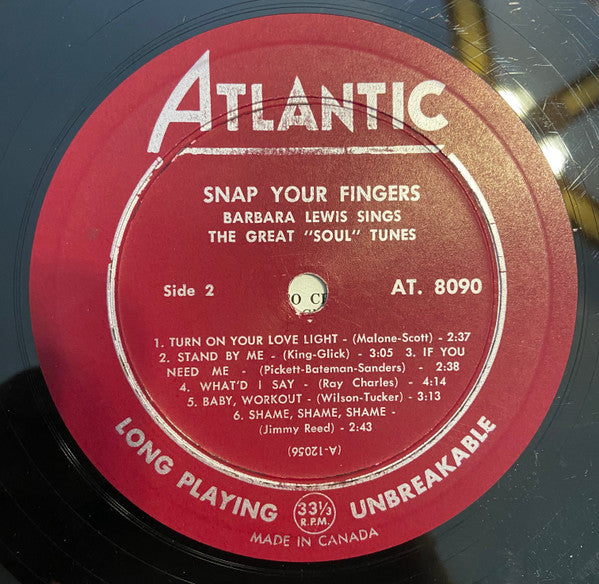 ATLANTIC
SNAP YOUR FINGERS
BARBARA LEWIS SINGS
THE GREAT "SOUL" TUNES
Side 2
AT. 8090
1. TURN ON YOUR LOVE LIGHT - (Malone-Scott) - 2:37
2. STAND BY ME - (King-Glick) - 3:05 3. IF YOU
NEED ME - (Pickett-Bateman-Sanders) - 2:38
4. WHAT'D I SAY - (Ray Charles) - 4:14
5. BABY, WORKOUT - (Wilson-Tucker) - 3:13
6. SHAME, SHAME, SHAME -
(Jimmy Reed) - 2:43
(A-12056)
LONG PLAYING UNBREAKABLE
33⅓
R.P.M.
MADE IN CANADA